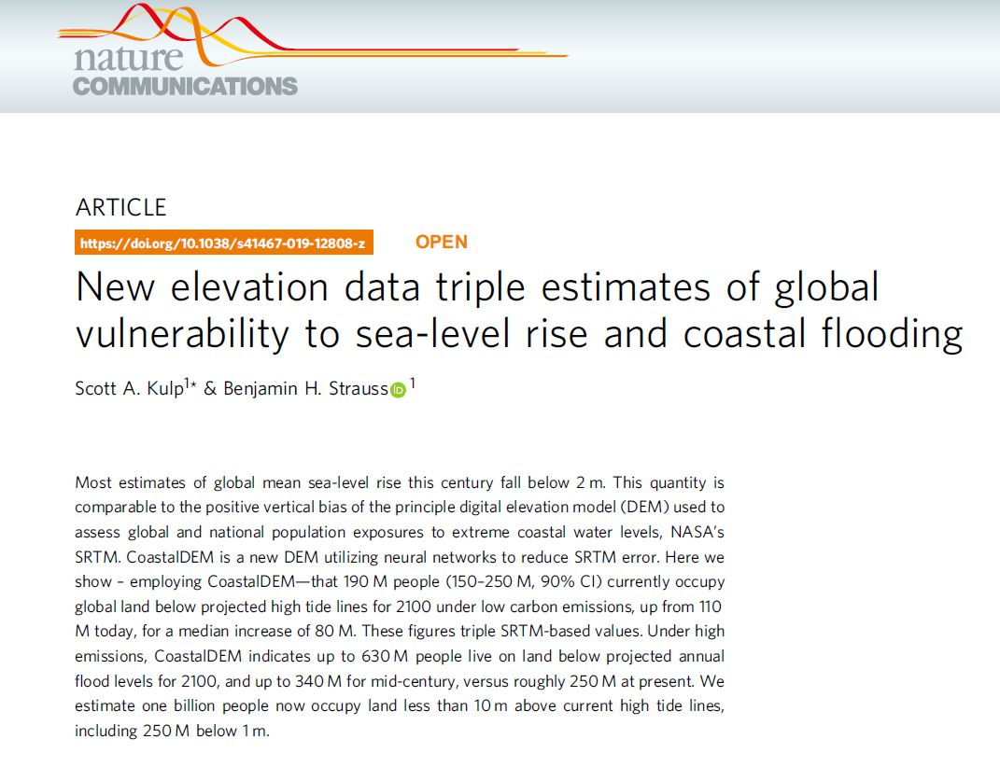 nature
COMMUNICATIONS
ARTICLE
https://doi.org/10.1038/s41467-019-12808-z OPEN
New elevation data triple estimates of global
vulnerability to sea-level rise and coastal flooding
Scott A. Kulp1* & Benjamin H. Strauss iD 1
Most estimates of global mean sea-level rise this century fall below 2 m. This quantity is
comparable to the positive vertical bias of the principle digital elevation model (DEM) used to
assess global and national population exposures to extreme coastal water levels, NASA's
SRTM. CoastalDEM is a new DEM utilizing neural networks to reduce SRTM error. Here we
show – employing CoastalDEM—that 190 M people (150–250 M, 90% CI) currently occupy
global land below projected high tide lines for 2100 under low carbon emissions, up from 110
M today, for a median increase of 80 M. These figures triple SRTM-based values. Under high
emissions, CoastalDEM indicates up to 630 M people live on land below projected annual
flood levels for 2100, and up to 340 M for mid-century, versus roughly 250 M at present. We
estimate one billion people now occupy land less than 10 m above current high tide lines,
including 250 M below 1 m.